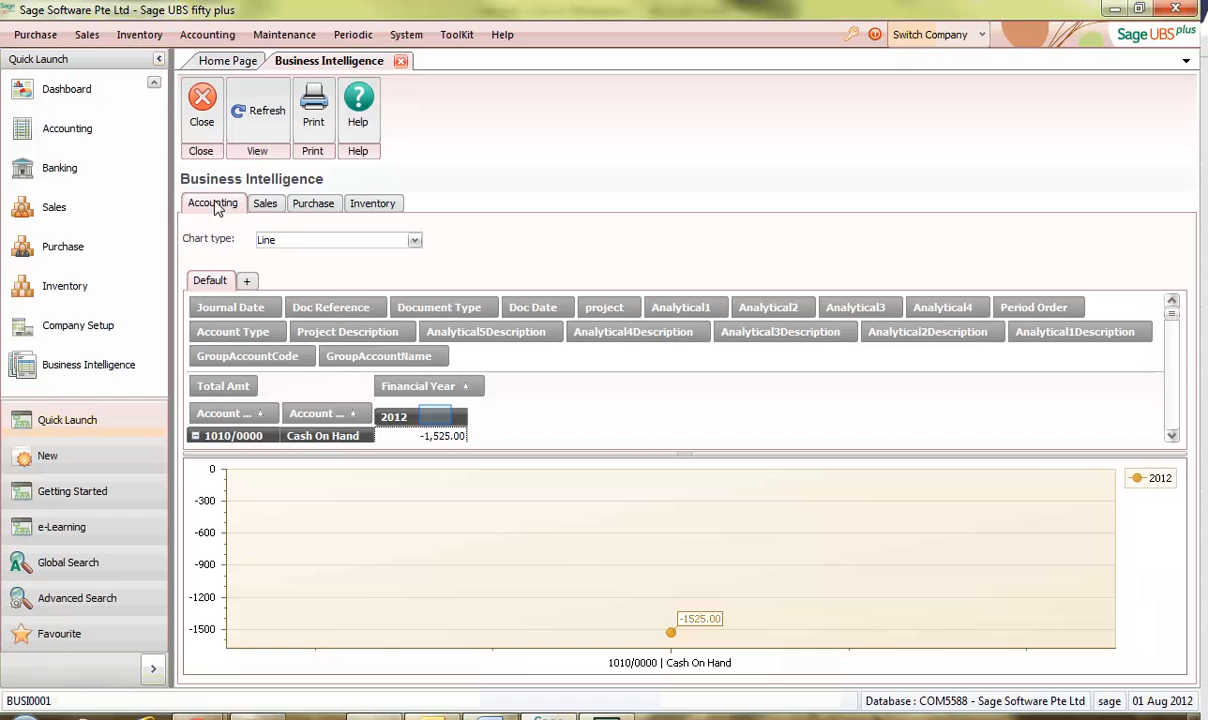 Sage Software Pte Ltd - Sage UBS fifty plus
Purchase Sales Inventory Accounting Maintenance Periodic System ToolKit Help Switch Company Sage UBS plus
Quick Launch
Home Page Business Intelligence
Dashboard
Accounting
Banking
Sales
Purchase
Inventory
Company Setup
Business Intelligence
Quick Launch
New
Getting Started
e-Learning
Global Search
Advanced Search
Favourite
Close Refresh Print Help
Close View Print Help
Business Intelligence
Accounting Sales Purchase Inventory
Chart type: Line
Default +
Journal Date Doc Reference Document Type Doc Date project Analytical1 Analytical2 Analytical3 Analytical4 Period Order
Account Type Project Description Analytical5Description Analytical4Description Analytical3Description Analytical2Description Analytical1Description
GroupAccountCode GroupAccountName
Total Amt Financial Year
Account ... Account ... 2012
1010/0000 Cash On Hand -1,525.00
0
-300
-600
-900
-1200
-1500
-1500.00
1010/0000 | Cash On Hand
2012
BUSI0001 Database : COM5588 - Sage Software Pte Ltd sage 01 Aug 2012